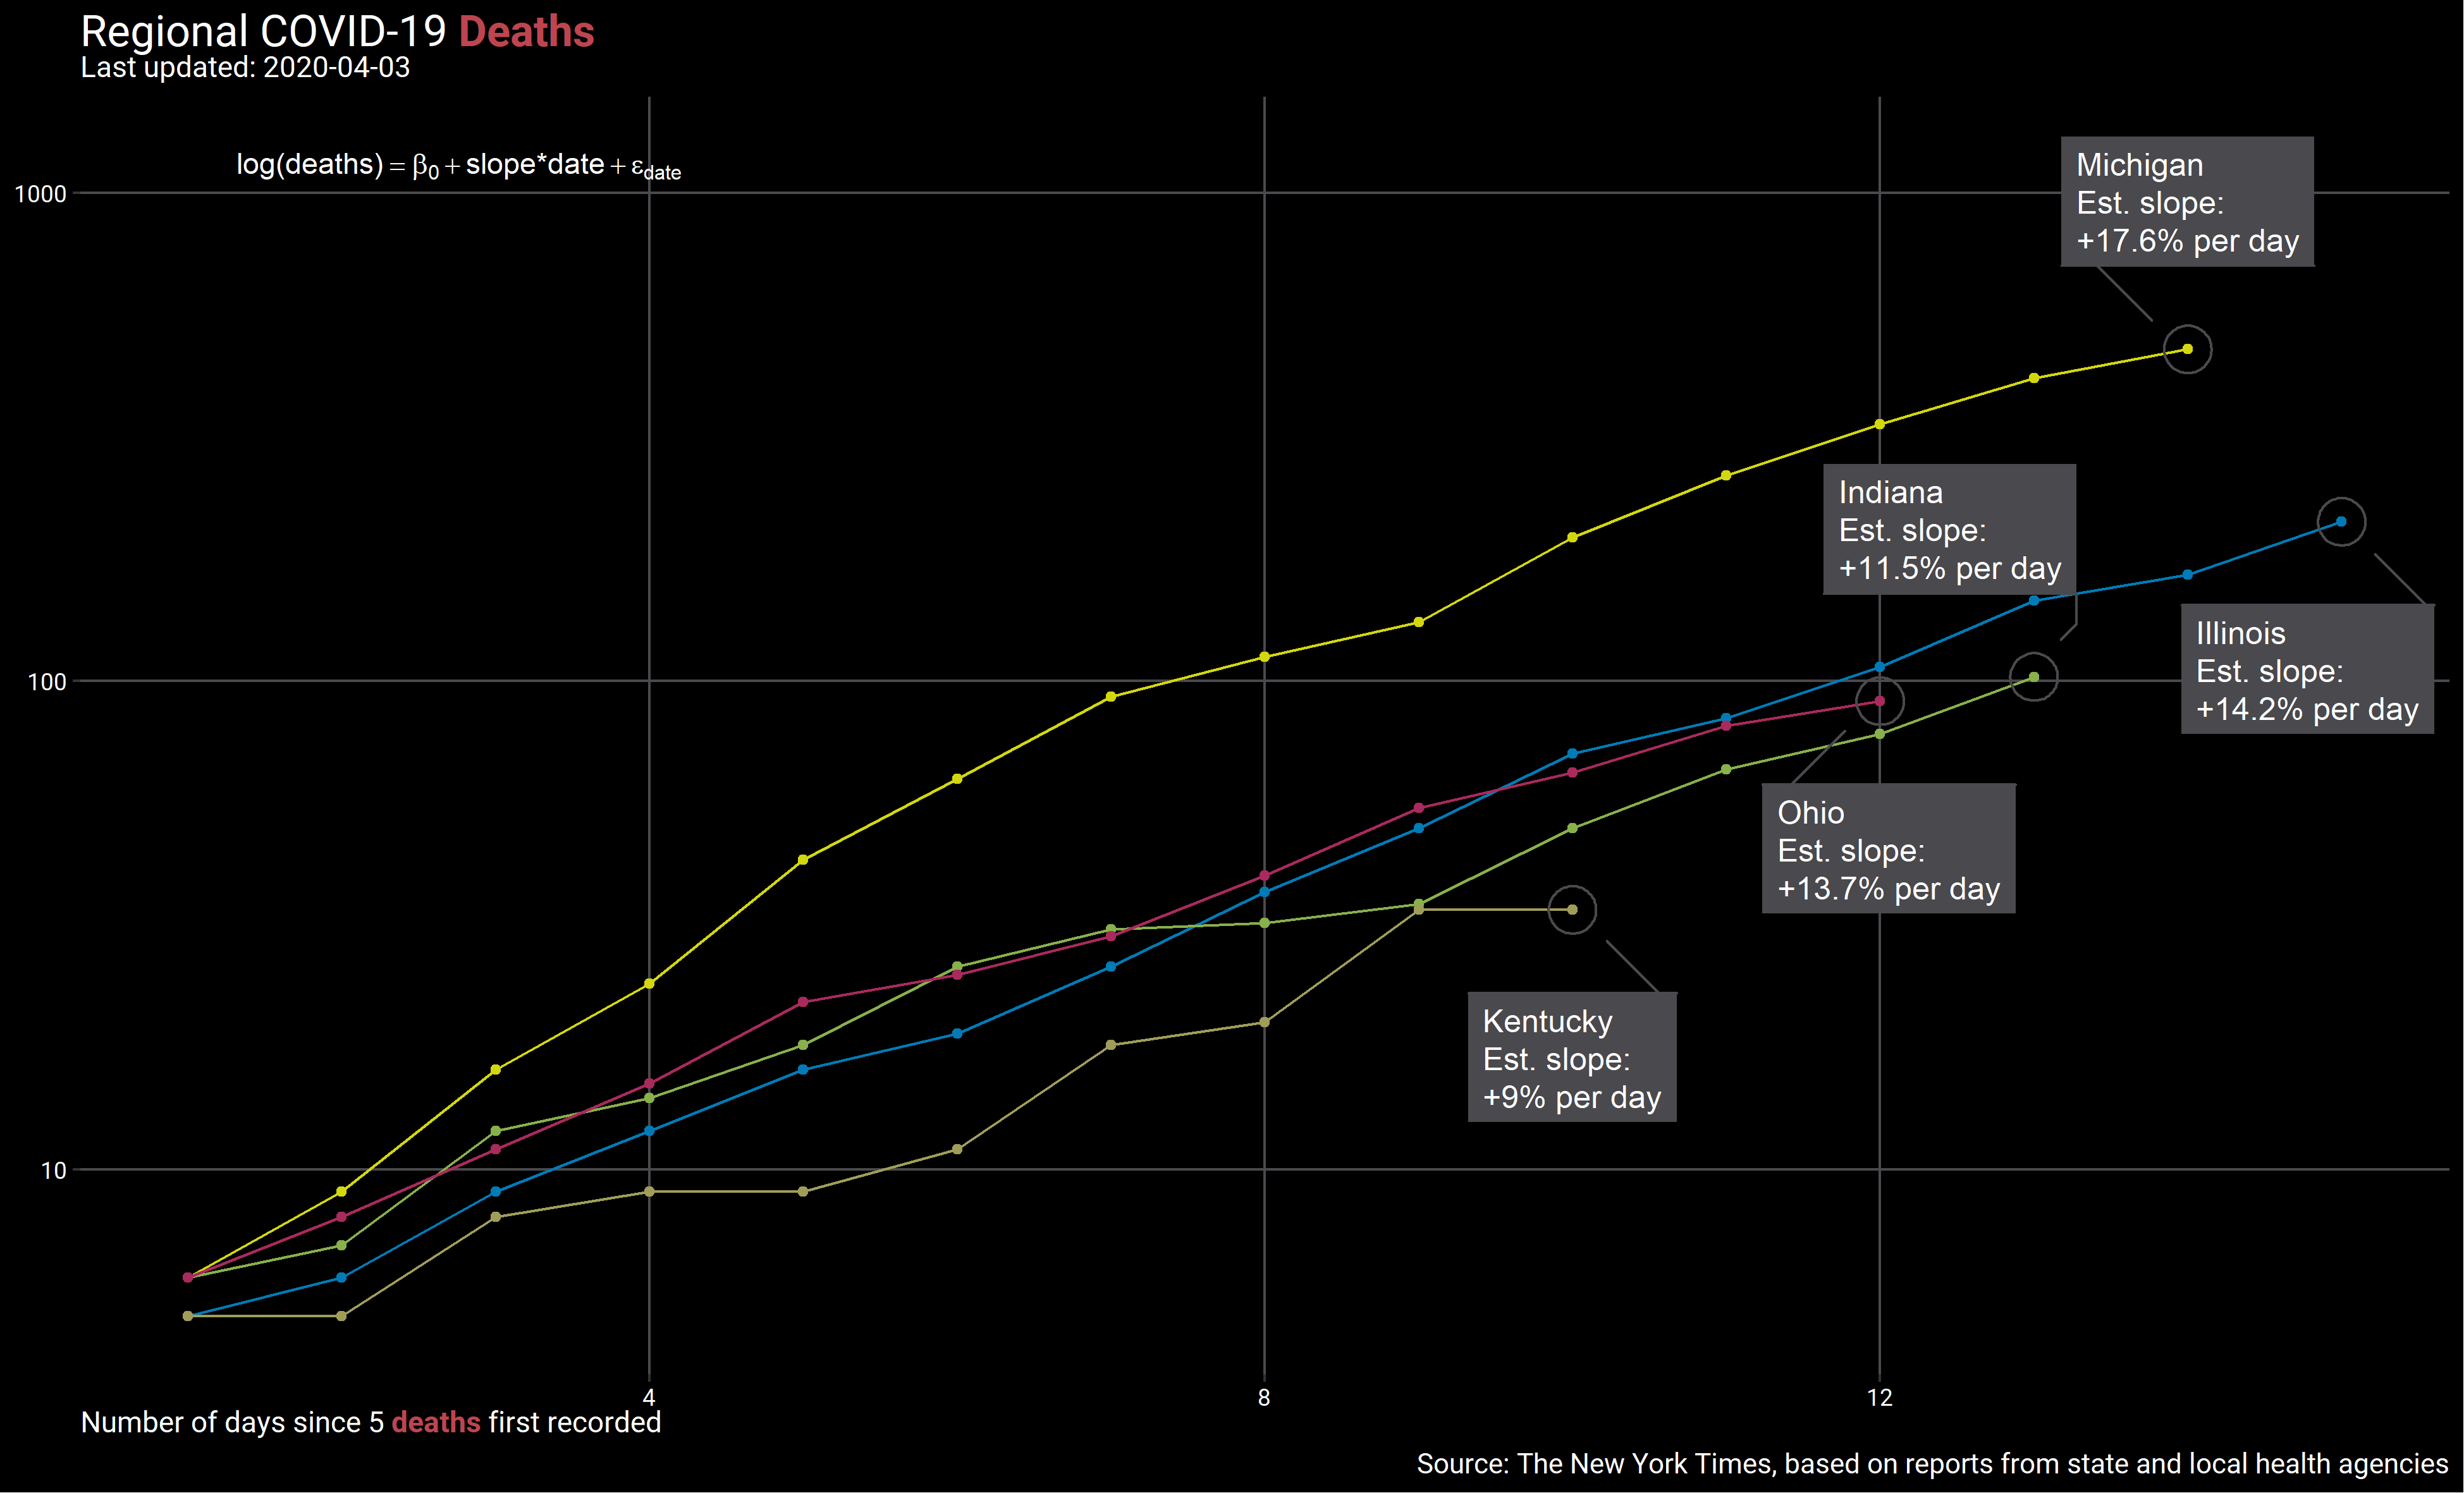 Regional COVID-19 Deaths
Last updated: 2020-04-03
log(deaths) = β0 + slope*date + εdate
1000
100
10
Michigan
Est. slope:
+17.6% per day
Indiana
Est. slope:
+11.5% per day
Illinois
Est. slope:
+14.2% per day
Ohio
Est. slope:
+13.7% per day
Kentucky
Est. slope:
+9% per day
4
8
12
Number of days since 5 deaths first recorded
Source: The New York Times, based on reports from state and local health agencies